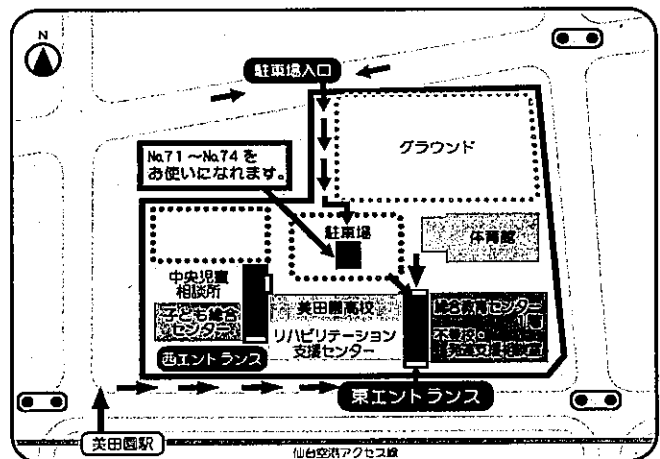 N
駐車場入口
グラウンド
No.71～No.74を
お使いになれます。
駐車場
体育館
中央児童
相談所
子ども総合
センター
美田園高校
リハビリテーション
支援センター
総合教育センター
不登校・
発達支援相談室
西エントランス
東エントランス
美田園駅
仙台空港アクセス線